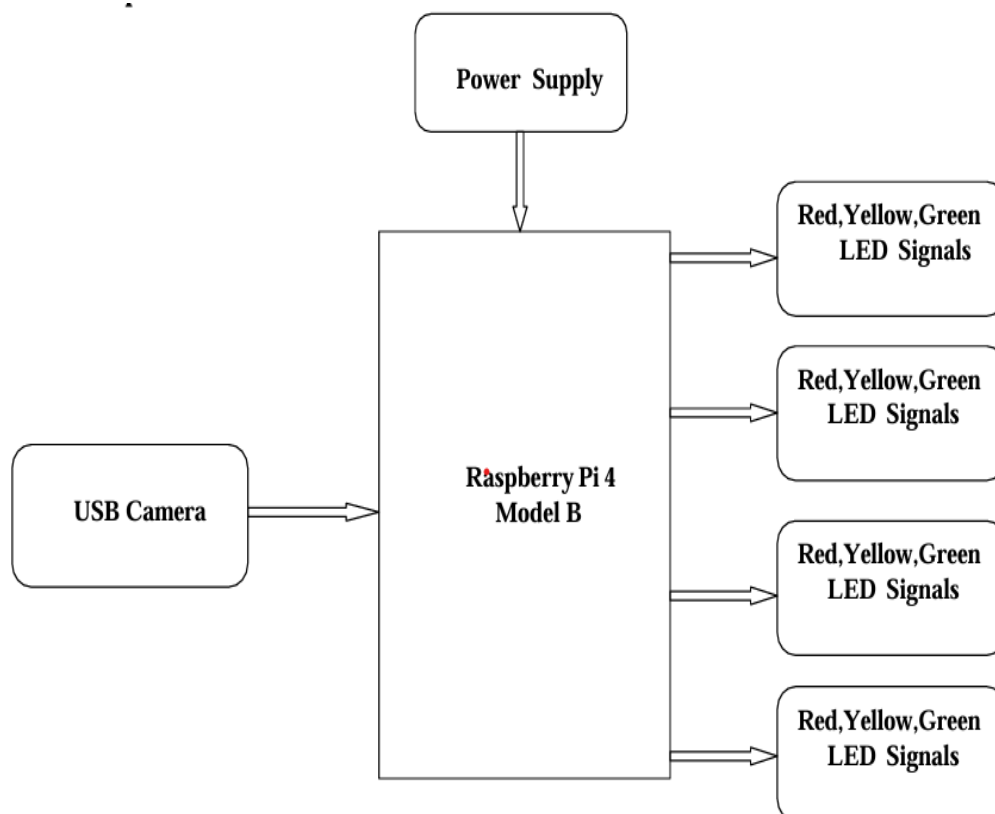 Power Supply
Red,Yellow,Green
LED Signals
Red,Yellow,Green
LED Signals
USB Camera
Raspberry Pi 4
Model B
Red,Yellow,Green
LED Signals
Red,Yellow,Green
LED Signals